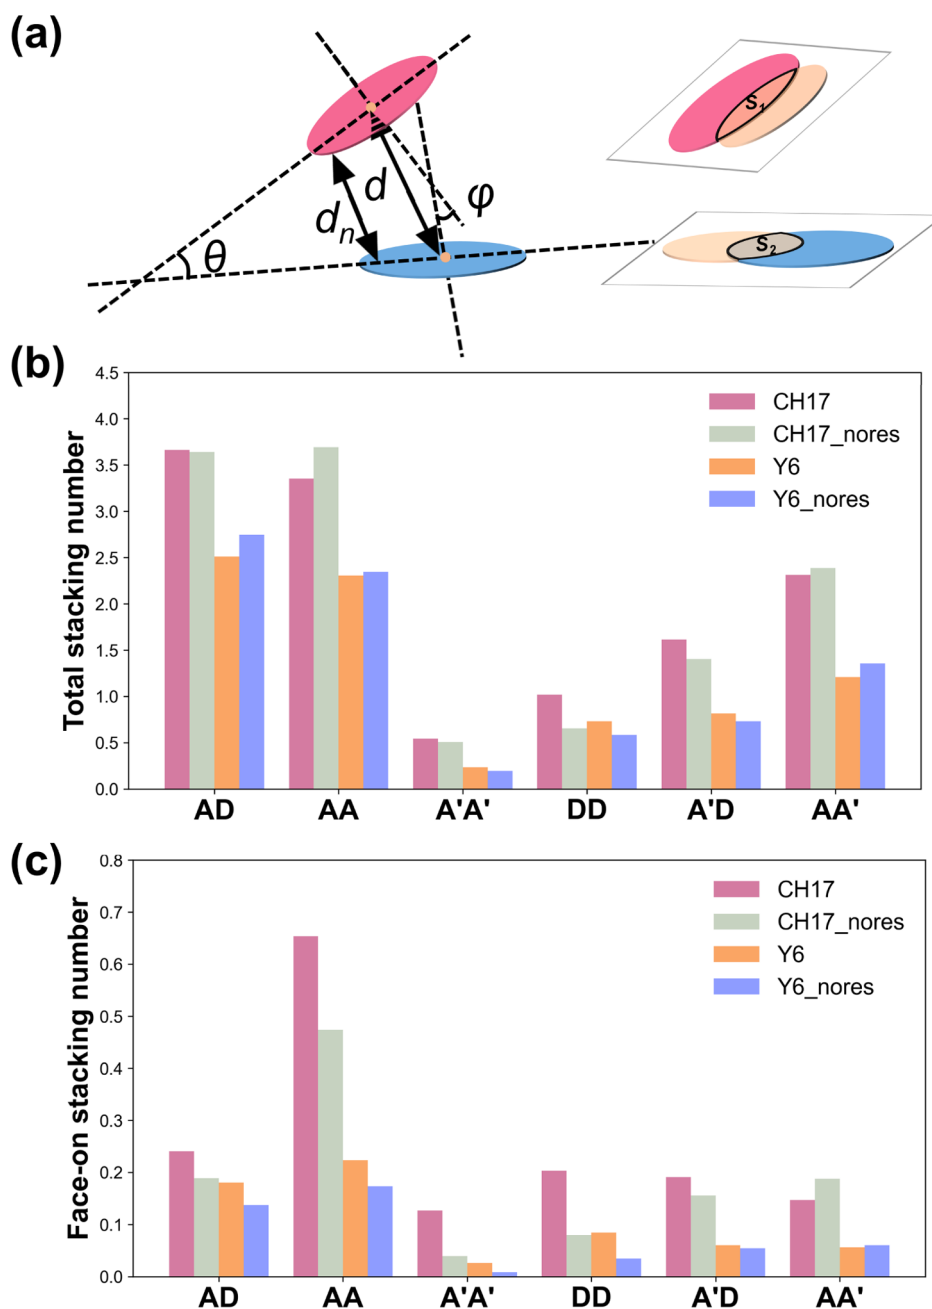 (a)
S₁
d
dₙ
φ
θ
S₂
(b)
Total stacking number
4.5
4.0
3.5
3.0
2.5
2.0
1.5
1.0
0.5
0.0
CH17
CH17_nores
Y6
Y6_nores
AD AA A'A' DD A'D AA'
(c)
Face-on stacking number
0.8
0.7
0.6
0.5
0.4
0.3
0.2
0.1
0.0
CH17
CH17_nores
Y6
Y6_nores
AD AA A'A' DD A'D AA'